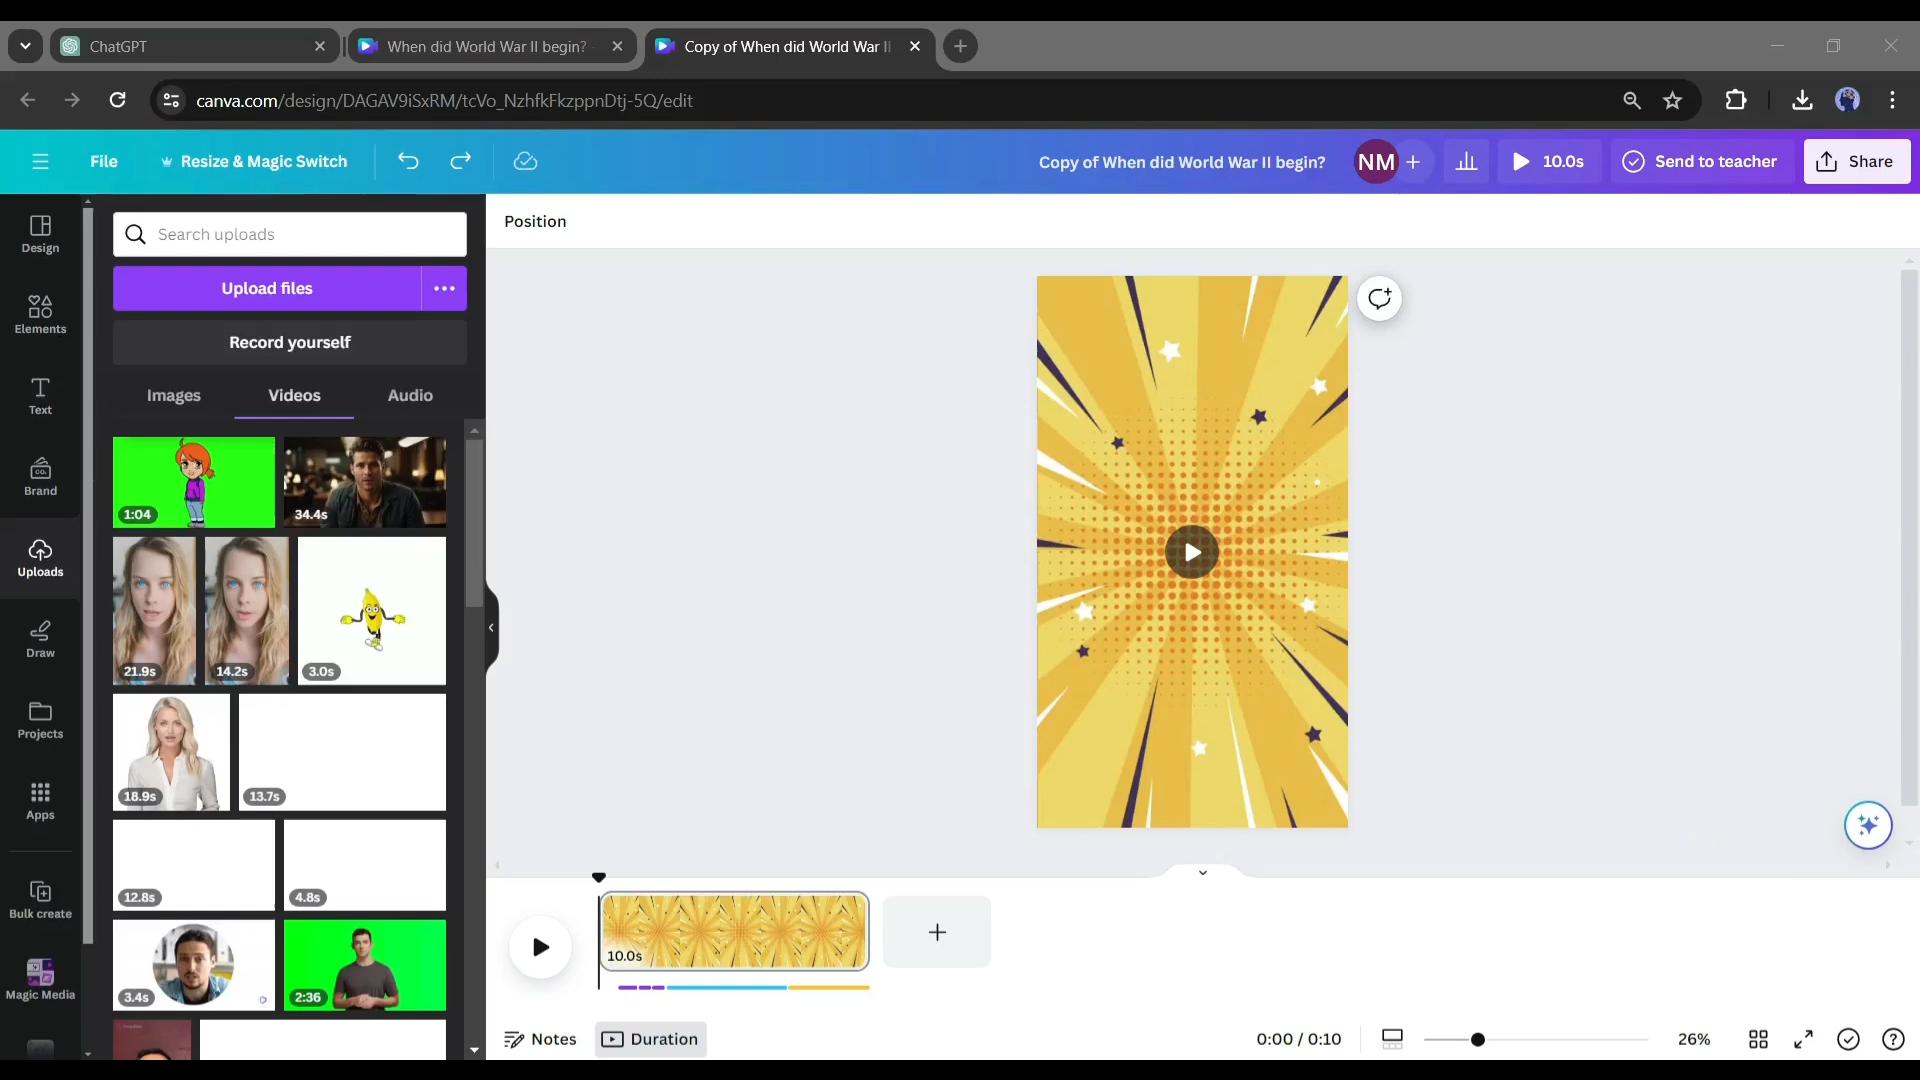 ChatGPT
When did World War II begin? -
Copy of When did World War II
canva.com/design/DAGAV9iSxRM/tcVo_NzhfkFkzppnDtj-5Q/edit
File
Resize & Magic Switch
Copy of When did World War II begin?
NM
10.0s
Send to teacher
Share
Design
Elements
Text
Brand
Uploads
Draw
Projects
Apps
Bulk create
Magic Media
Search uploads
Upload files
Record yourself
Images
Videos
Audio
1:04
34.4s
21.9s
14.2s
3.0s
18.9s
13.7s
12.8s
4.8s
3.4s
2:36
Position
10.0s
Notes
Duration
0:00 / 0:10
26%